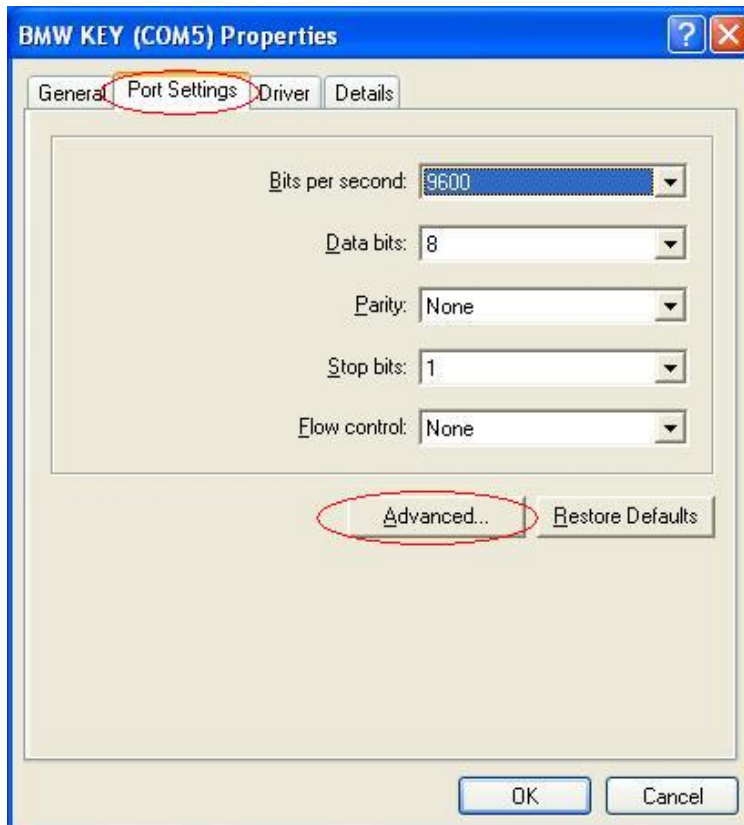 BMW KEY (COM5) Properties
General Port Settings Driver Details
Bits per second: 9600
Data bits: 8
Parity: None
Stop bits: 1
Flow control: None
Advanced... Restore Defaults
OK Cancel